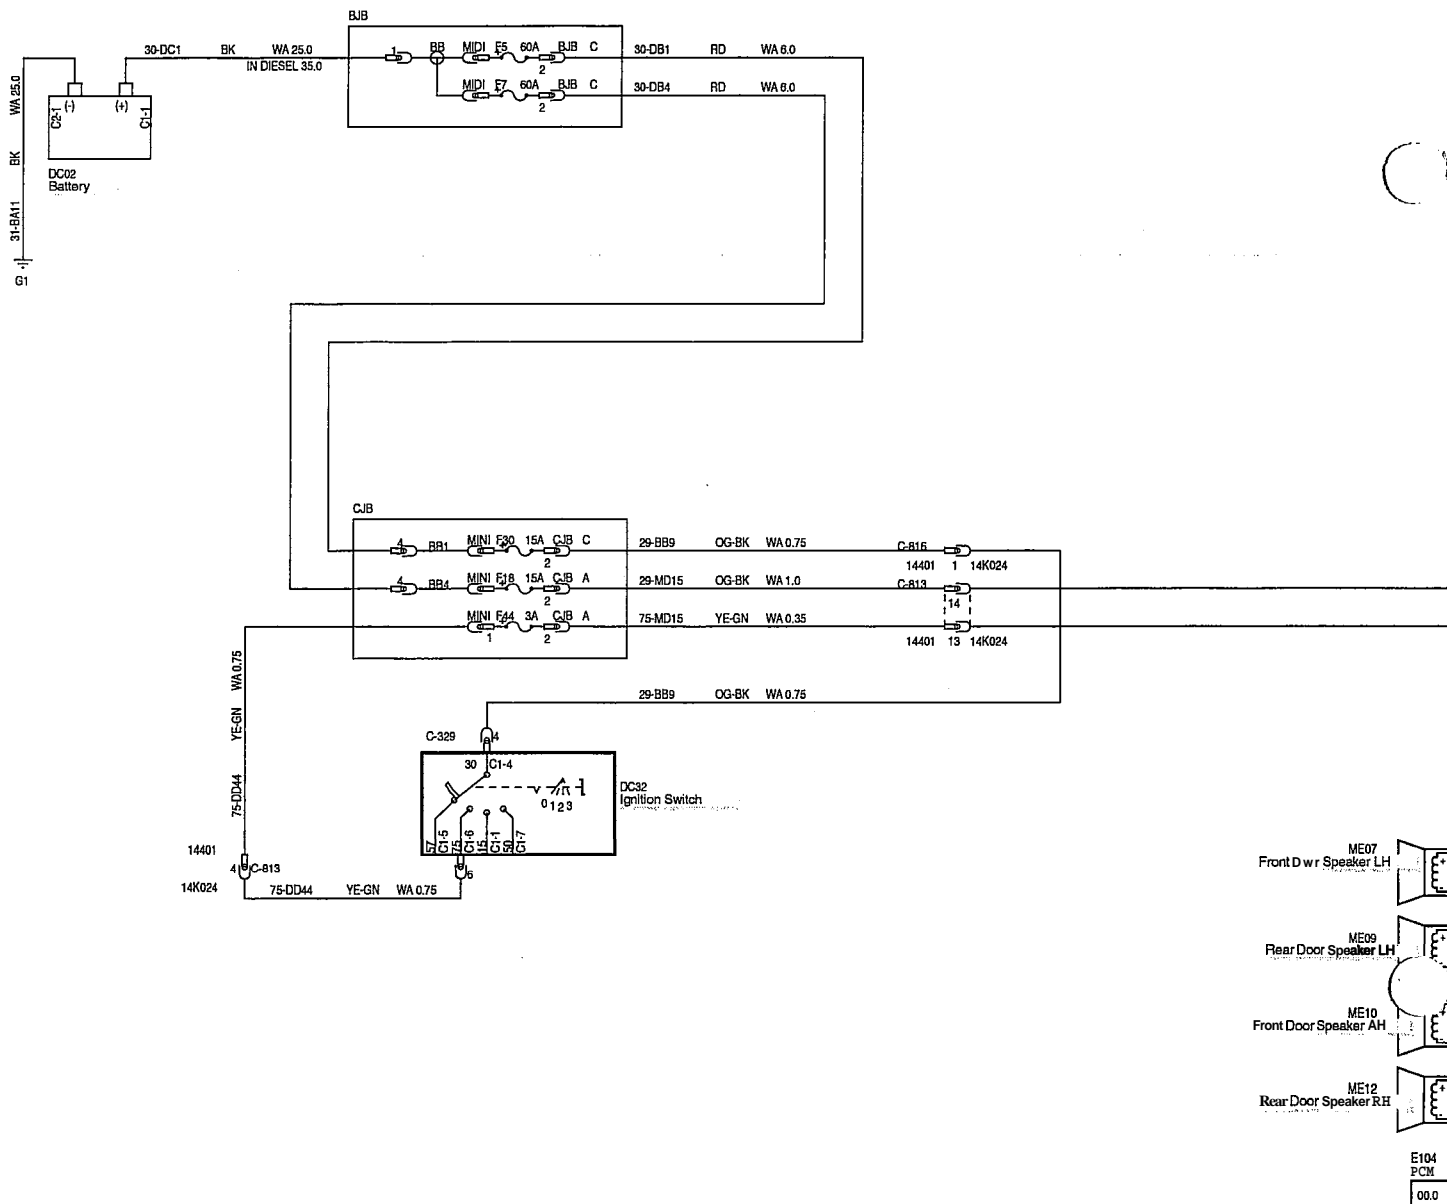 BJB
30-DC1 BK WA 25.0
IN DIESEL 35.0
1 BB MIDI F5 60A BJB C
2
30-DB1 RD WA 6.0
MIDI F7 60A BJB C
2
30-DB4 RD WA 6.0
WA 25.0
BK
31-BA11
G1
C2-1 (-) (+) C1-1
DC02
Battery
CJB
4 BB1 MINI F30 15A CJB C
2
29-BB9 OG-BK WA 0.75
C-816
14401 1 14K024
4 BB4 MINI F18 15A CJB A
2
29-MD15 OG-BK WA 1.0
C-813
14
MINI F44 3A CJB A
1 2
75-MD15 YE-GN WA 0.35
14401 13 14K024
WA 0.75
YE-GN
75-DD44
29-BB9 OG-BK WA 0.75
C-329 4
30 C1-4
0 1 2 3
DC32
Ignition Switch
57 C1-5 75 C1-6 15 C1-1 50 C1-7
14401
4 C-813
14K024
75-DD44 YE-GN WA 0.75
6
ME07
Front D w r Speaker LH
+
-
ME09
Rear Door Speaker LH
+
ME10
Front Door Speaker AH
+
-
ME12
Rear Door Speaker RH
+
-
E104
PCM
00.0